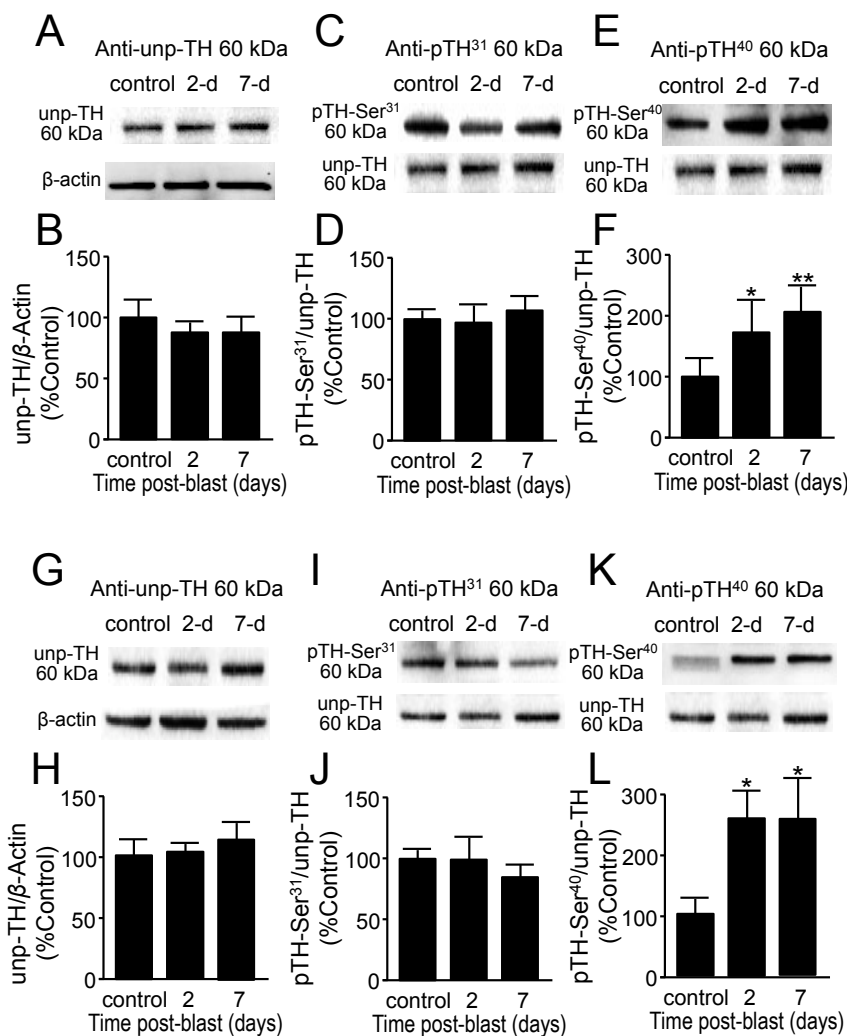 A
Anti-unp-TH 60 kDa
control 2-d 7-d
unp-TH
60 kDa
β-actin
B
150
100
50
0
unp-TH/β-Actin
(%Control)
control 2 7
Time post-blast (days)
C
Anti-pTH³¹ 60 kDa
control 2-d 7-d
pTH-Ser³¹
60 kDa
unp-TH
60 kDa
D
150
100
50
0
pTH-Ser³¹/unp-TH
(%Control)
control 2 7
Time post-blast (days)
E
Anti-pTH⁴⁰ 60 kDa
control 2-d 7-d
pTH-Ser⁴⁰
60 kDa
unp-TH
60 kDa
F
300
200
100
0
pTH-Ser⁴⁰/unp-TH
(%Control)
* **
control 2 7
Time post-blast (days)
G
Anti-unp-TH 60 kDa
control 2-d 7-d
unp-TH
60 kDa
β-actin
H
150
100
50
0
unp-TH/β-Actin
(%Control)
control 2 7
Time post-blast (days)
I
Anti-pTH³¹ 60 kDa
control 2-d 7-d
pTH-Ser³¹
60 kDa
unp-TH
60 kDa
J
150
100
50
0
pTH-Ser³¹/unp-TH
(%Control)
control 2 7
Time post-blast (days)
K
Anti-pTH⁴⁰ 60 kDa
control 2-d 7-d
pTH-Ser⁴⁰
60 kDa
unp-TH
60 kDa
L
300
200
100
0
pTH-Ser⁴⁰/unp-TH
(%Control)
* *
control 2 7
Time post-blast (days)